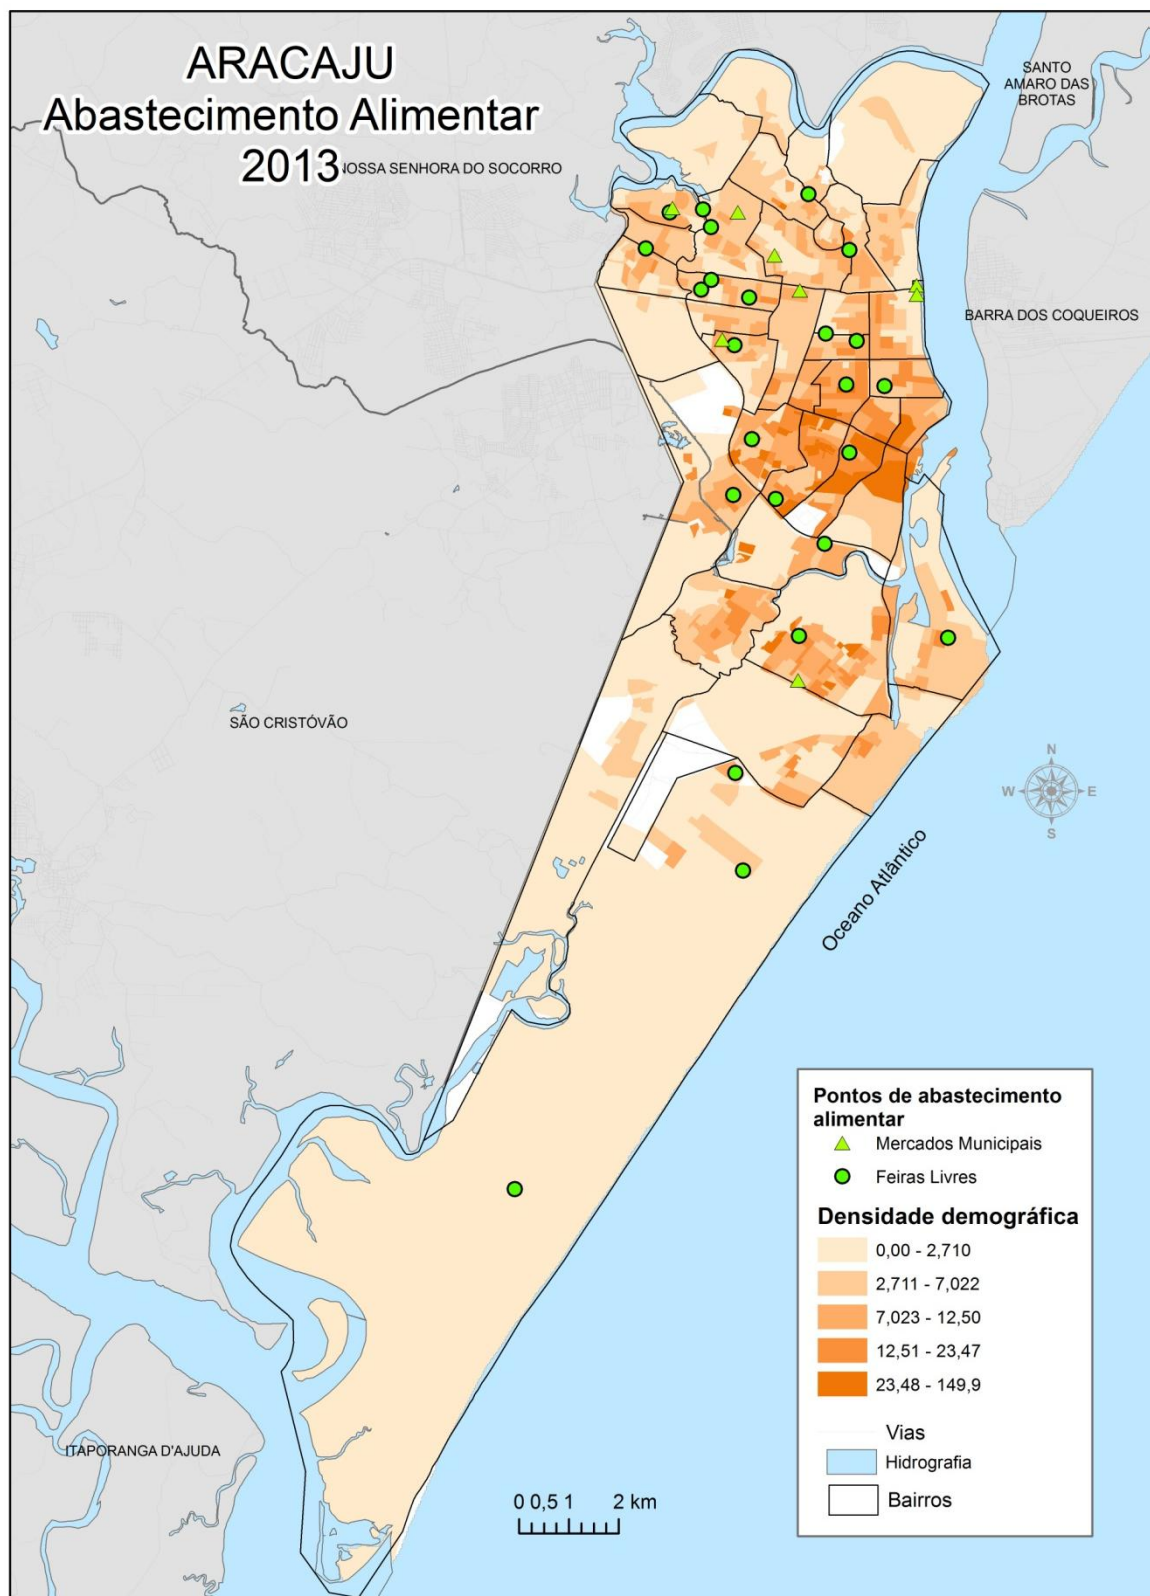 ARACAJU
Abastecimento Alimentar
2013
NOSSA SENHORA DO SOCORRO
SANTO
AMARO DAS
BROTAS
BARRA DOS COQUEIROS
SÃO CRISTÓVÃO
N
W
E
S
Oceano Atlântico
Pontos de abastecimento
alimentar
Mercados Municipais
Feiras Livres
Densidade demográfica
0,00 - 2,710
2,711 - 7,022
7,023 - 12,50
12,51 - 23,47
23,48 - 149,9
Vias
Hidrografia
Bairros
ITAPORANGA D'AJUDA
0 0,5 1 2 km